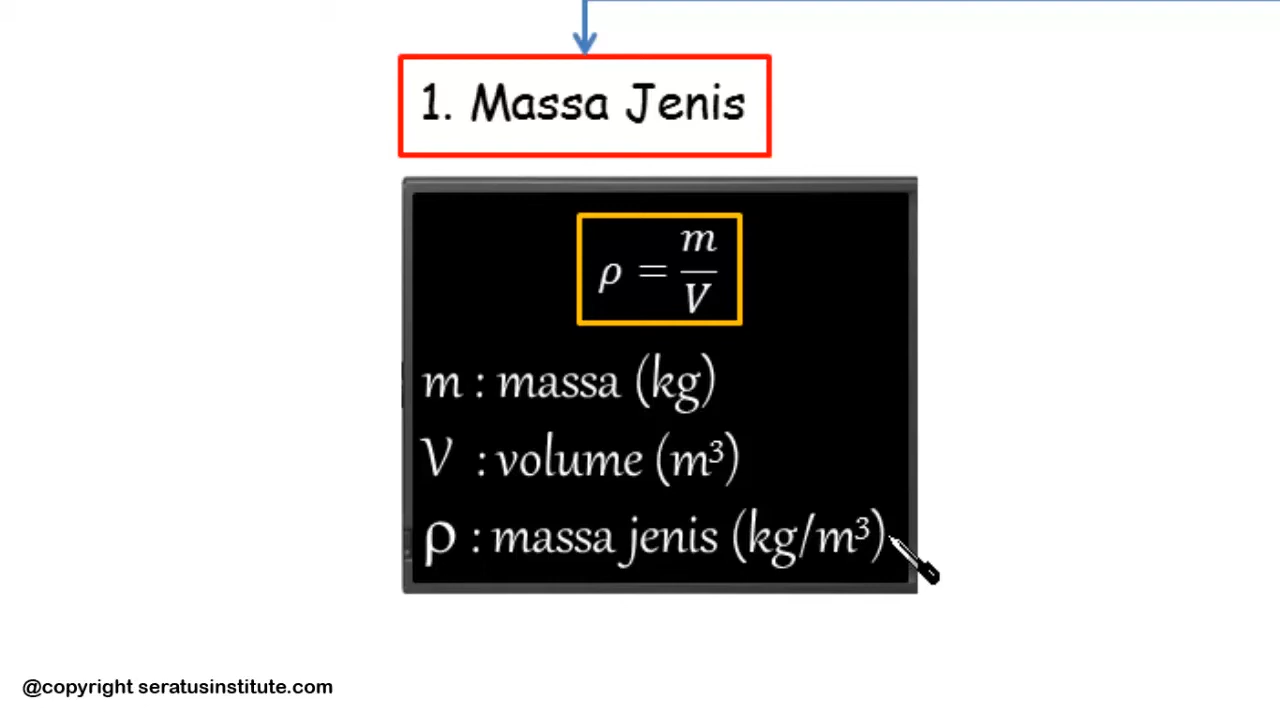 1. Massa Jenis
ρ = m/V
m : massa (kg)
V : volume (m³)
ρ : massa jenis (kg/m³)
@copyright seratusinstitute.com